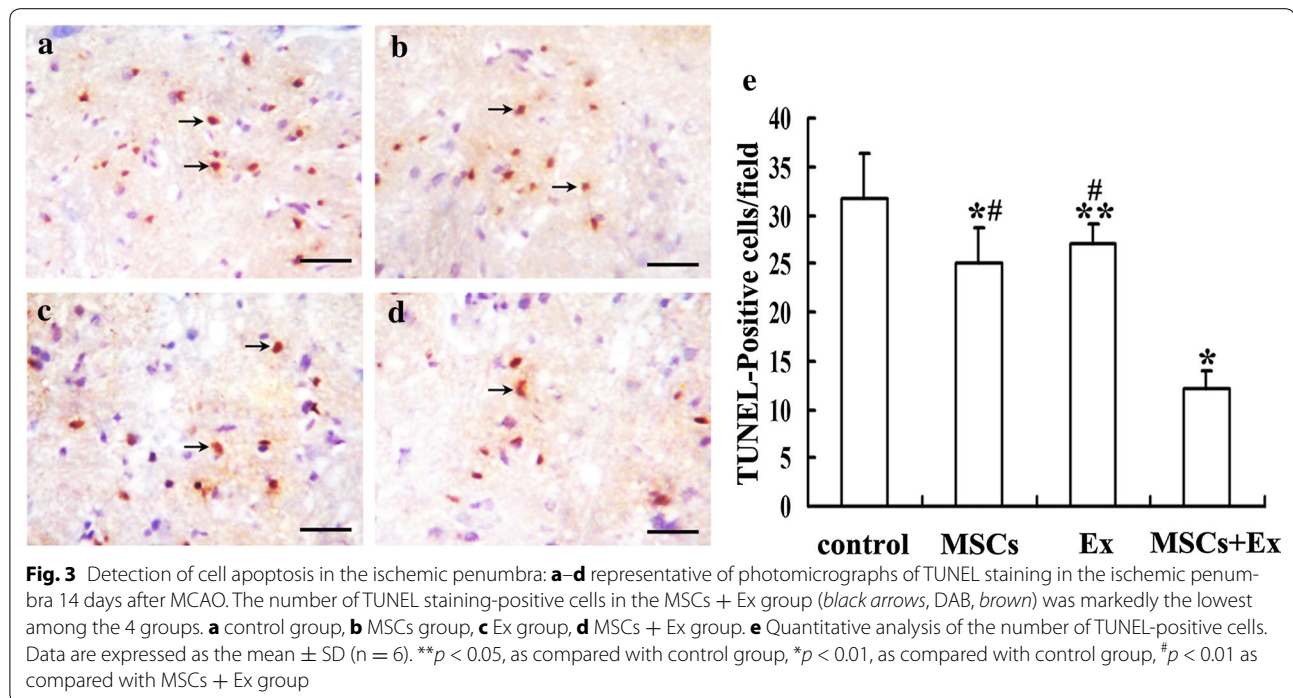 a
b
c
d
e
TUNEL-Positive cells/field
40
35
30
25
20
15
10
5
0
*#
#
**
*
control MSCs Ex MSCs+Ex
Fig. 3 Detection of cell apoptosis in the ischemic penumbra: a–d representative of photomicrographs of TUNEL staining in the ischemic penum-
bra 14 days after MCAO. The number of TUNEL staining-positive cells in the MSCs + Ex group (black arrows, DAB, brown) was markedly the lowest
among the 4 groups. a control group, b MSCs group, c Ex group, d MSCs + Ex group. e Quantitative analysis of the number of TUNEL-positive cells.
Data are expressed as the mean ± SD (n = 6). **p < 0.05, as compared with control group, *p < 0.01, as compared with control group, #p < 0.01 as
compared with MSCs + Ex group